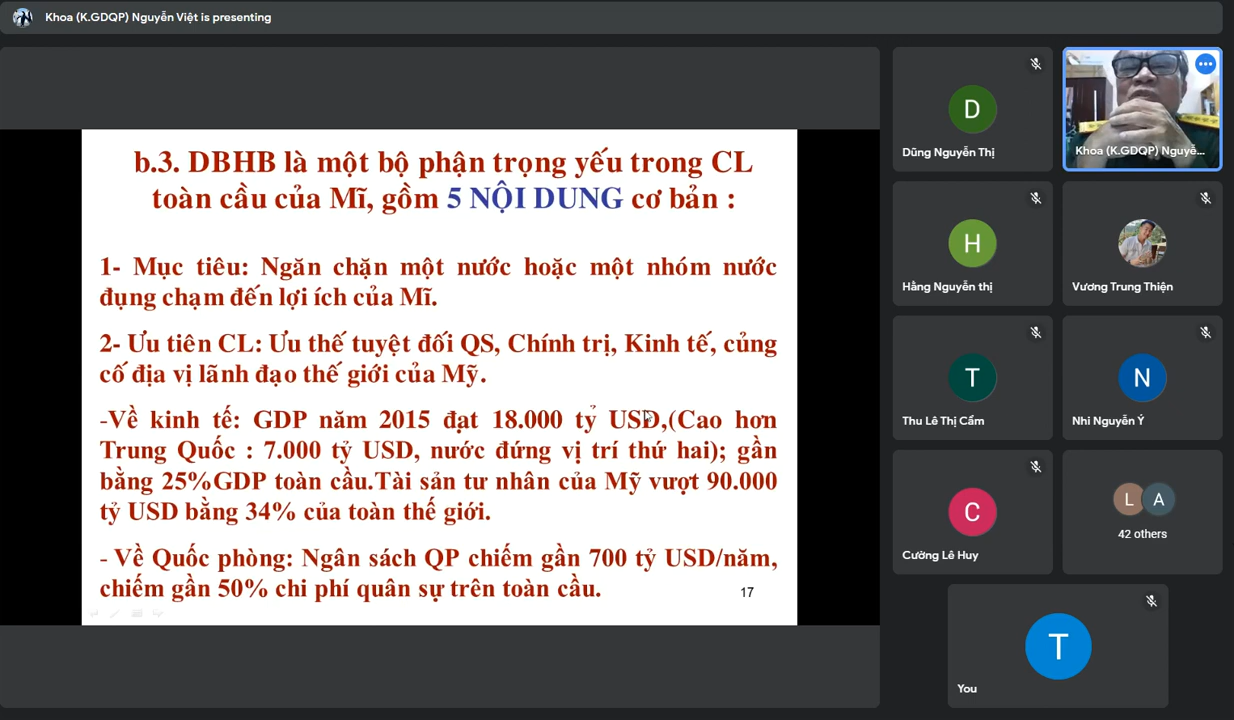 Khoa (K.GDQP) Nguyễn Việt is presenting
b.3. DBHB là một bộ phận trọng yếu trong CL
toàn cầu của Mĩ, gồm 5 NỘI DUNG cơ bản :
1- Mục tiêu: Ngăn chặn một nước hoặc một nhóm nước
đụng chạm đến lợi ích của Mĩ.
2- Ưu tiên CL: Ưu thế tuyệt đối QS, Chính trị, Kinh tế, củng
cố địa vị lãnh đạo thế giới của Mỹ.
-Về kinh tế: GDP năm 2015 đạt 18.000 tỷ USD,(Cao hơn
Trung Quốc : 7.000 tỷ USD, nước đứng vị trí thứ hai); gần
bằng 25%GDP toàn cầu.Tài sản tư nhân của Mỹ vượt 90.000
tỷ USD bằng 34% của toàn thế giới.
- Về Quốc phòng: Ngân sách QP chiếm gần 700 tỷ USD/năm,
chiếm gần 50% chi phí quân sự trên toàn cầu.
17
D
Dũng Nguyễn Thị
Khoa (K.GDQP) Nguyễ...
H
Hằng Nguyễn thị
Vương Trung Thiện
T
Thu Lê Thị Cẩm
N
Nhi Nguyễn Ý
C
Cường Lê Huy
L A
42 others
T
You